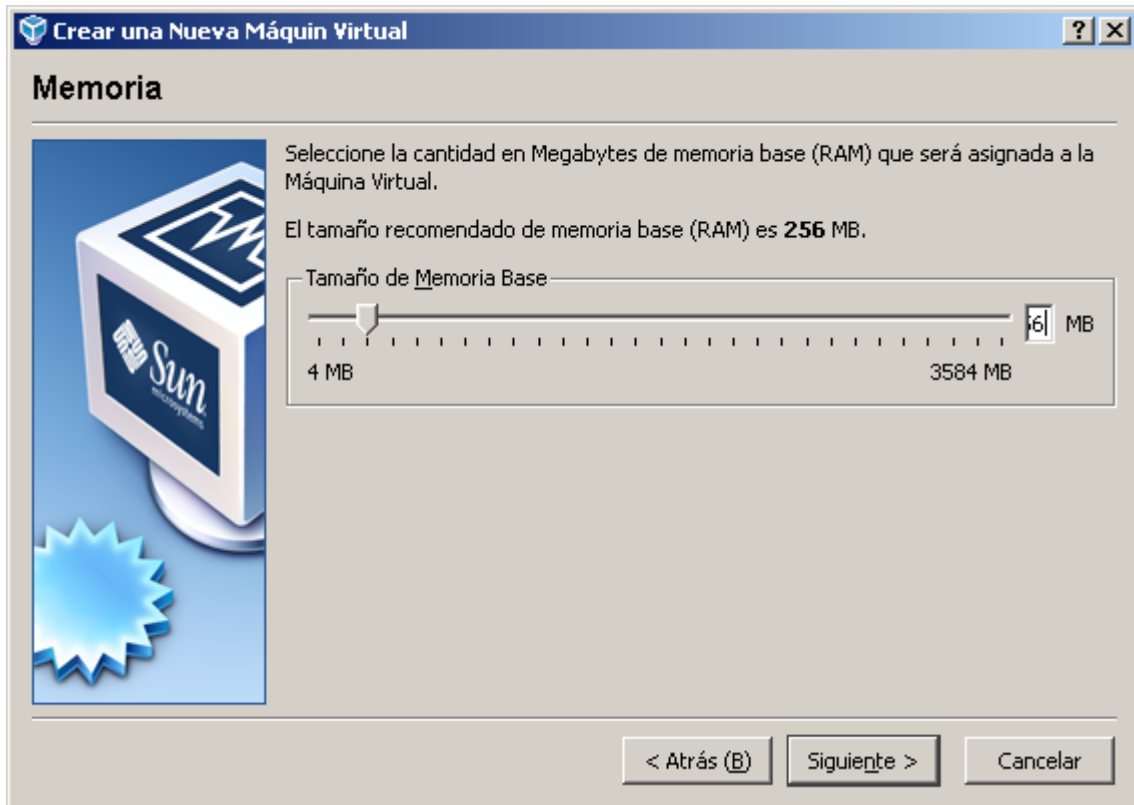 Crear una Nueva Máquin Virtual
Memoria
Seleccione la cantidad en Megabytes de memoria base (RAM) que será asignada a la
Máquina Virtual.
El tamaño recomendado de memoria base (RAM) es 256 MB.
Tamaño de Memoria Base
6 MB
4 MB 3584 MB
Sun
microsystems
< Atrás (B) Siguiente > Cancelar